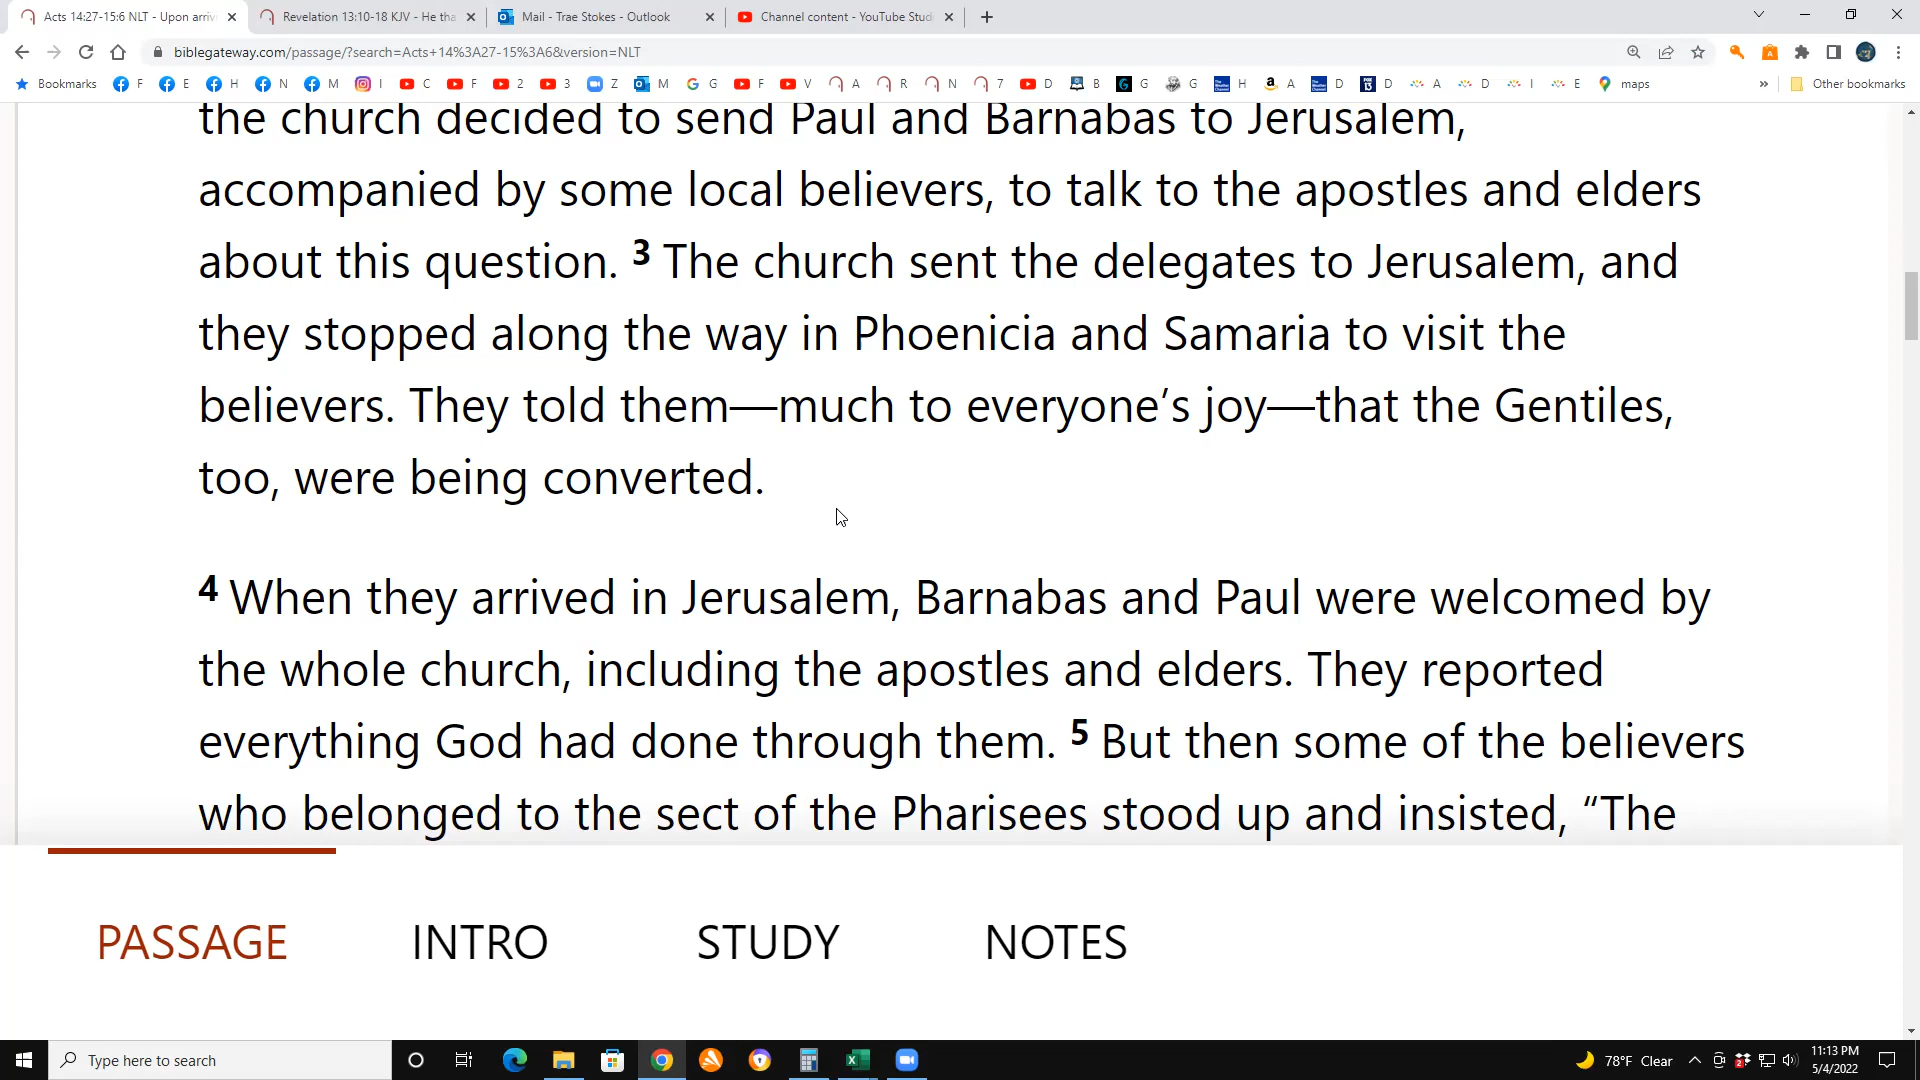 Acts 14:27-15:6 NLT - Upon arriv
Revelation 13:10-18 KJV - He tha
Mail - Trae Stokes - Outlook
Channel content - YouTube Stud
biblegateway.com/passage/?search=Acts+14%3A27-15%3A6&version=NLT
Bookmarks F E H N M I C F 2 3 Z M G F V A R N 7 D B G G H A D D A D I E maps » Other bookmarks
the church decided to send Paul and Barnabas to Jerusalem,
accompanied by some local believers, to talk to the apostles and elders
about this question. 3 The church sent the delegates to Jerusalem, and
they stopped along the way in Phoenicia and Samaria to visit the
believers. They told them—much to everyone’s joy—that the Gentiles,
too, were being converted.
4 When they arrived in Jerusalem, Barnabas and Paul were welcomed by
the whole church, including the apostles and elders. They reported
everything God had done through them. 5 But then some of the believers
who belonged to the sect of the Pharisees stood up and insisted, “The
PASSAGE INTRO STUDY NOTES
Type here to search
78°F Clear
11:13 PM
5/4/2022